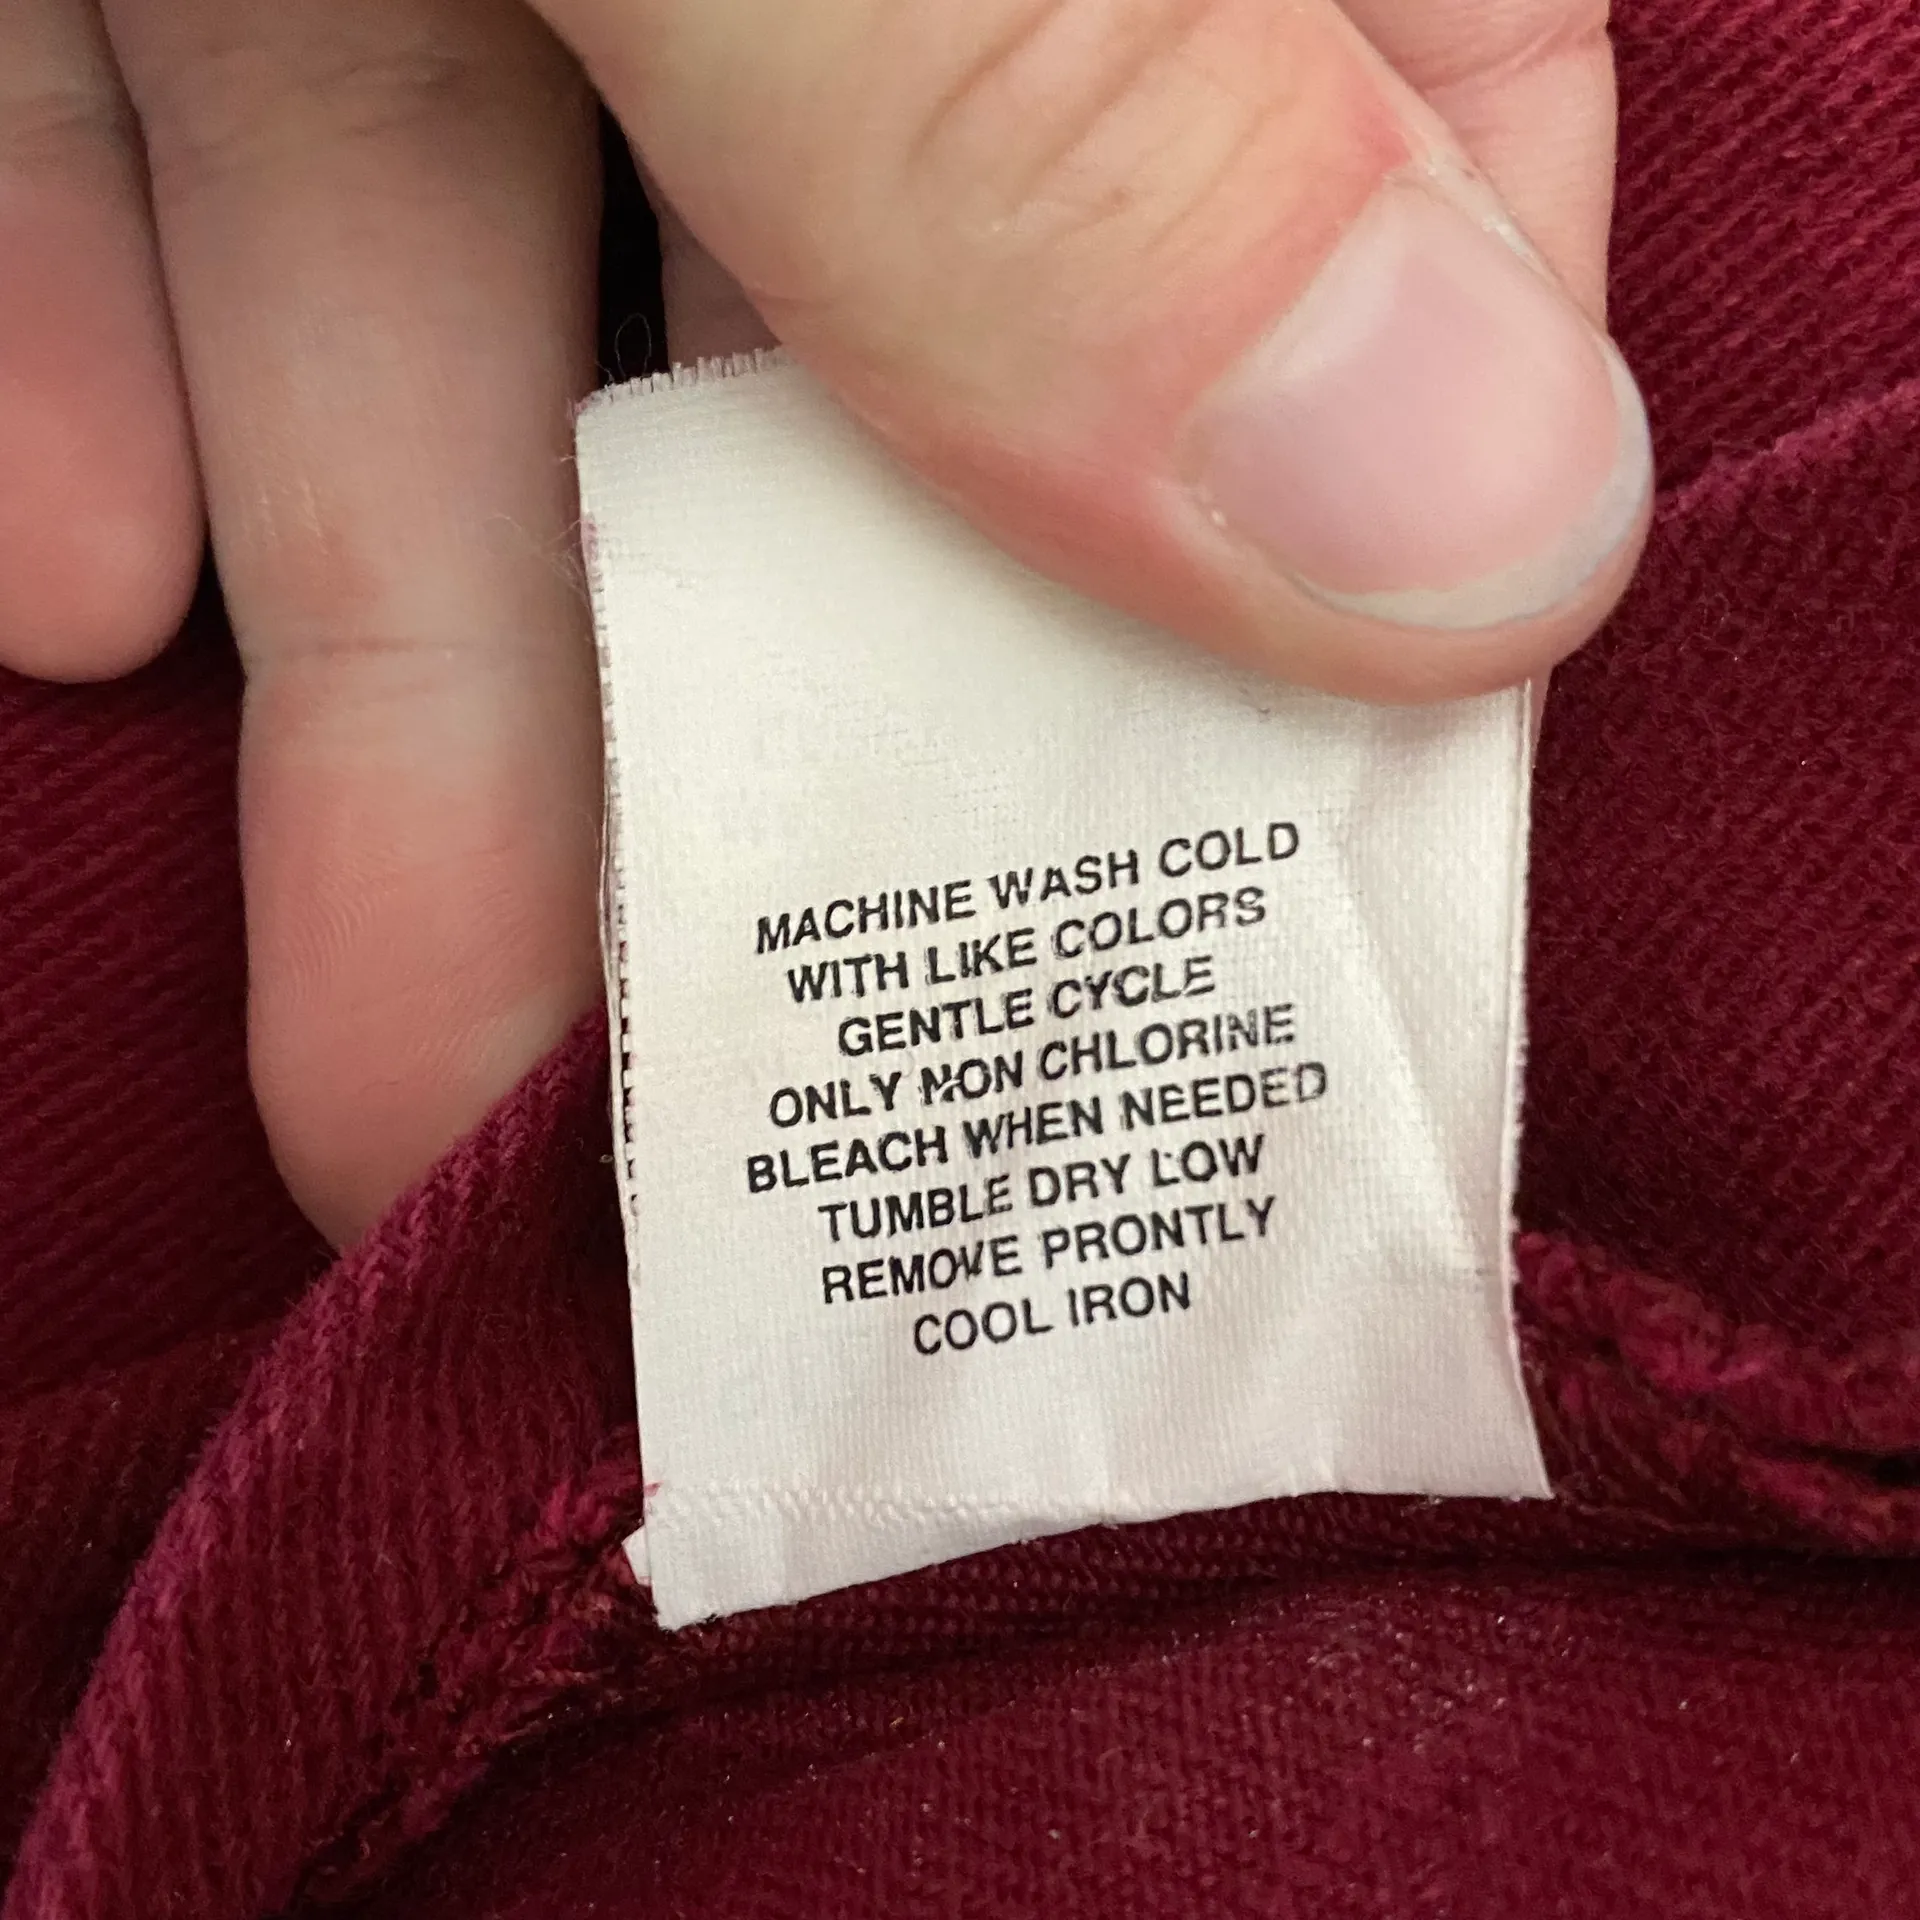 MACHINE WASH COLD
WITH LIKE COLORS
GENTLE CYCLE
ONLY NON CHLORINE
BLEACH WHEN NEEDED
TUMBLE DRY LOW
REMOVE PRONTLY
COOL IRON